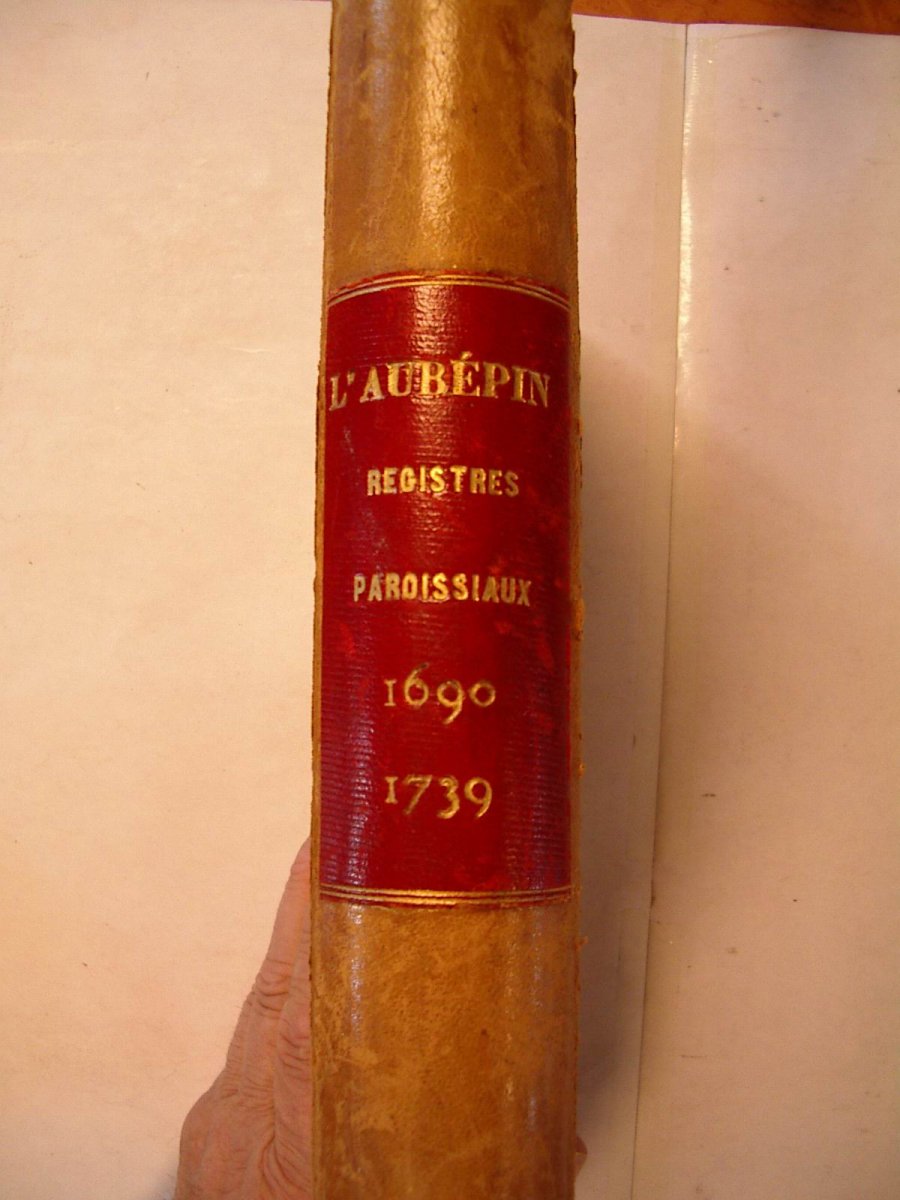 L'AUBÉPIN
REGISTRES
PAROISSIAUX
1690
1739